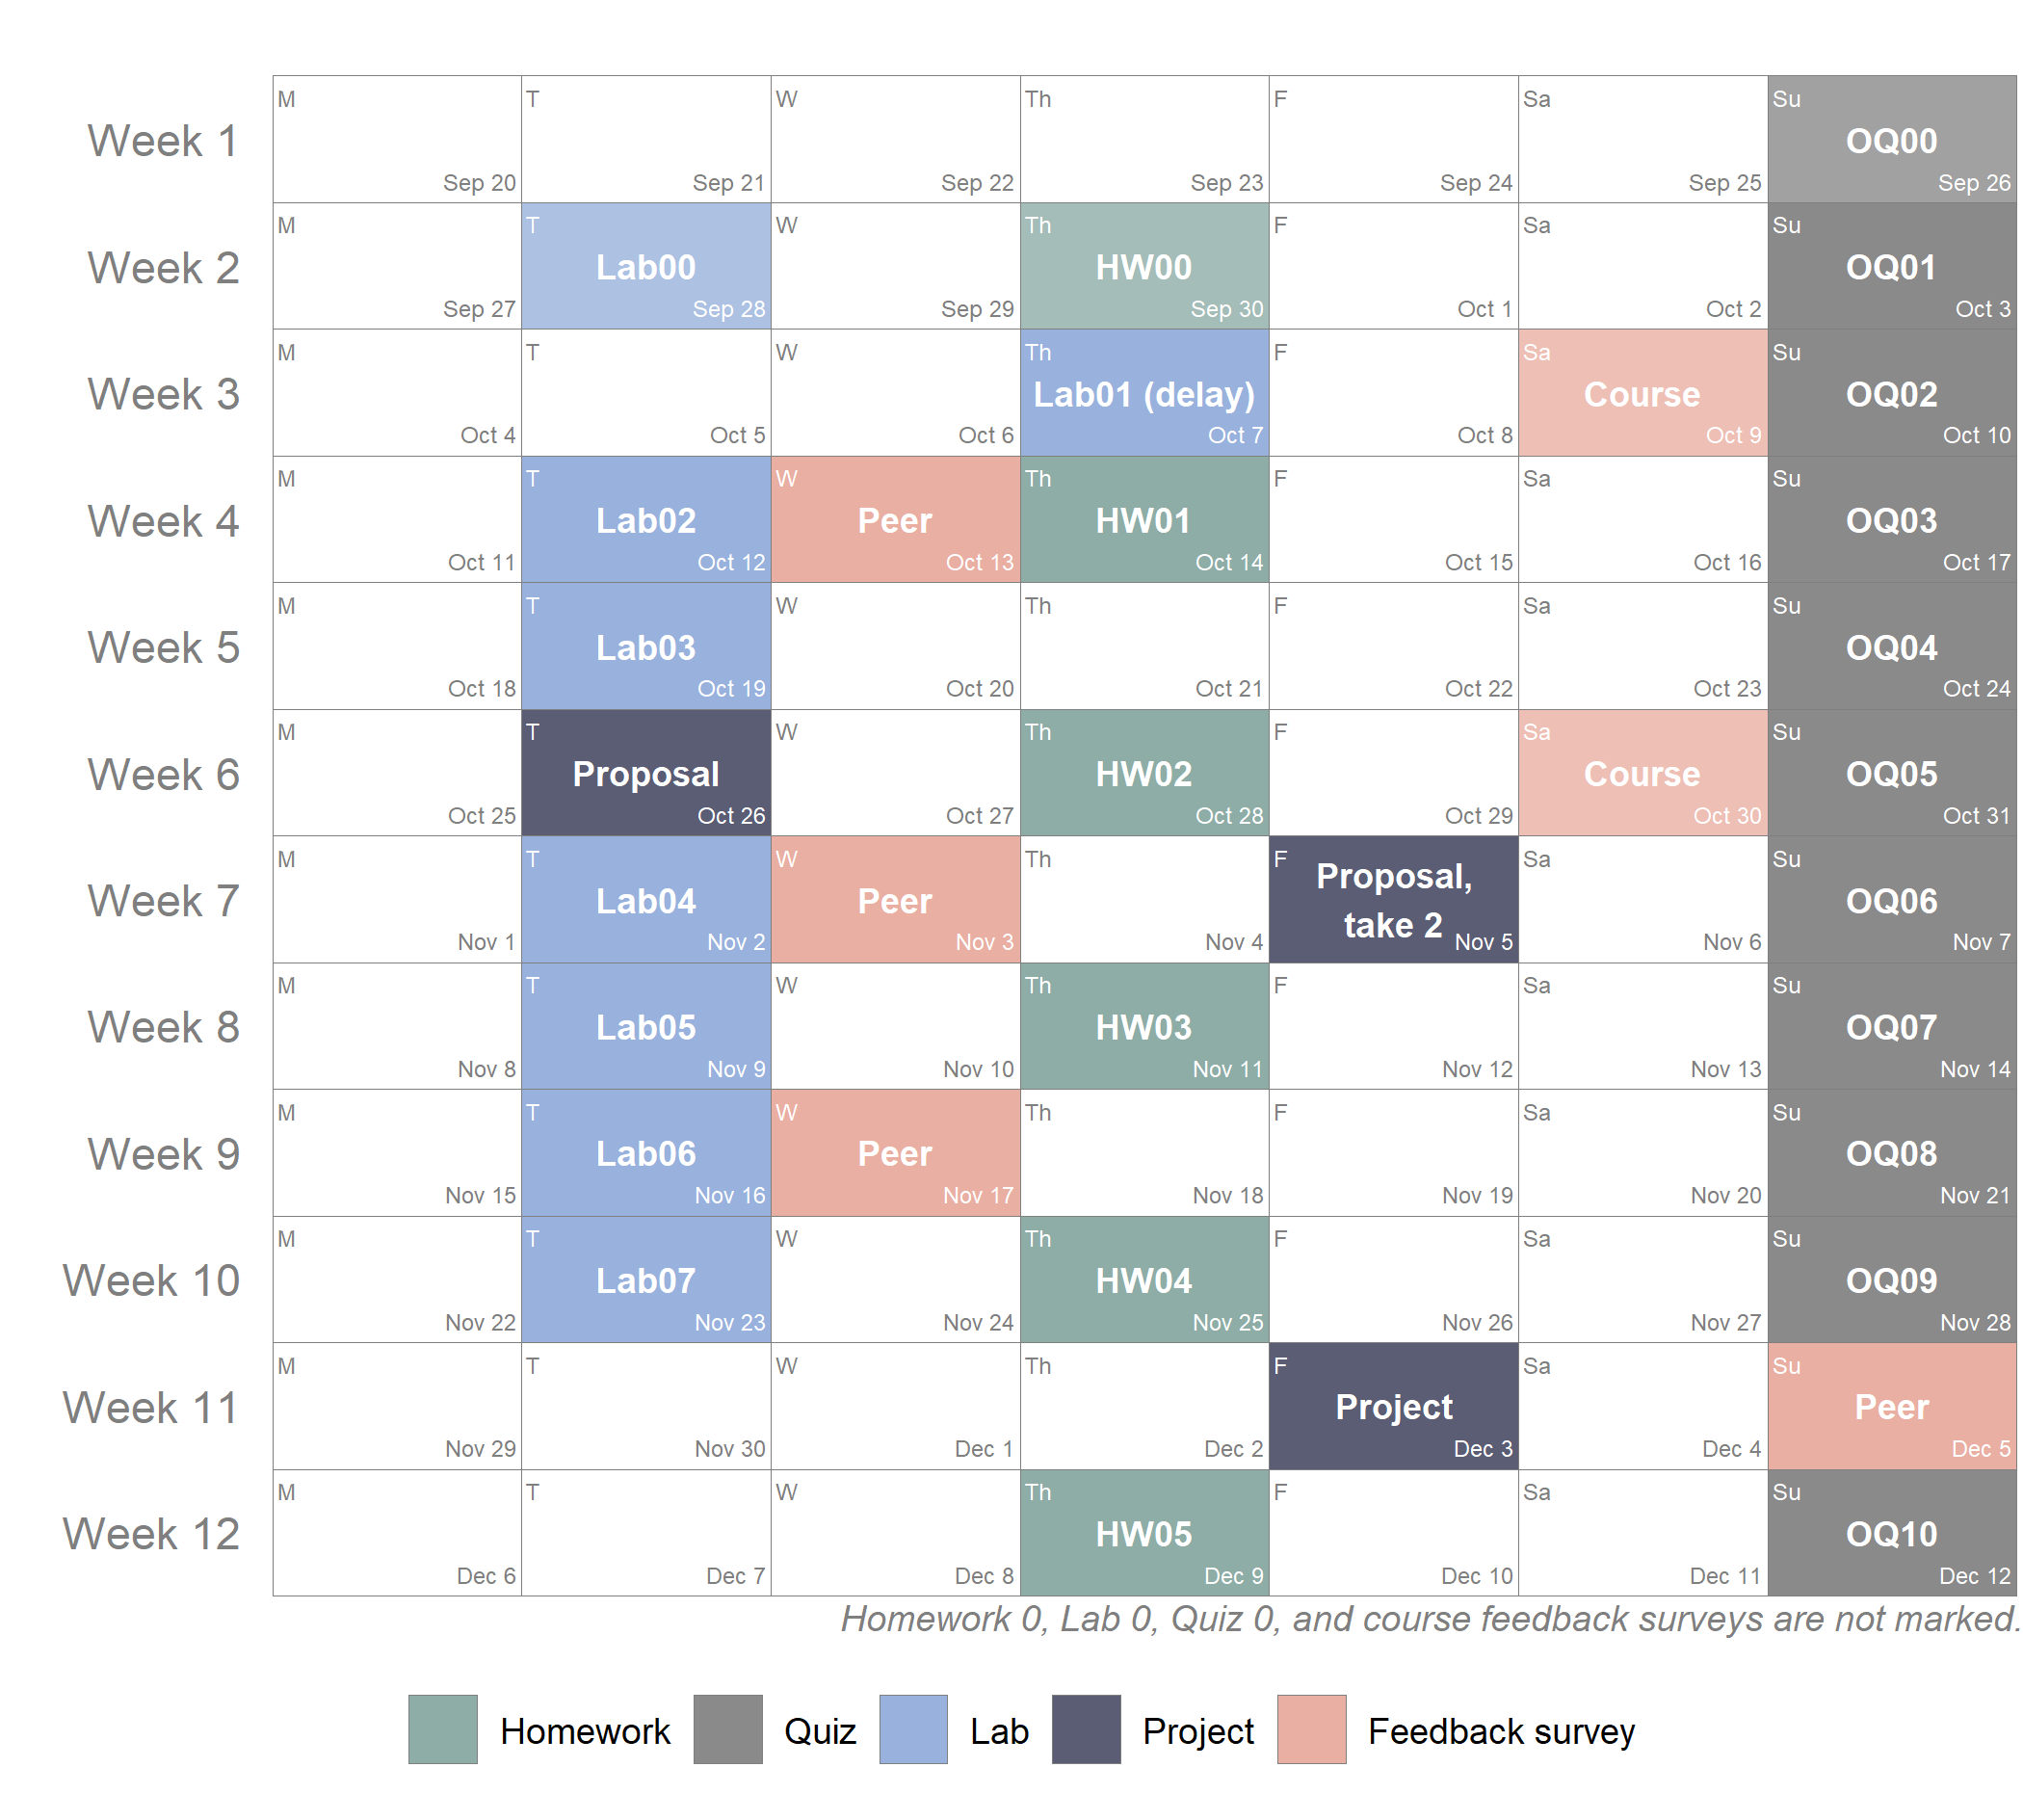 M T W Th F Sa Su
Week 1 OQ00
Sep 20 Sep 21 Sep 22 Sep 23 Sep 24 Sep 25 Sep 26
M T W Th F Sa Su
Week 2 Lab00 HW00 OQ01
Sep 27 Sep 28 Sep 29 Sep 30 Oct 1 Oct 2 Oct 3
M T W Th F Sa Su
Week 3 Lab01 (delay) Course OQ02
Oct 4 Oct 5 Oct 6 Oct 7 Oct 8 Oct 9 Oct 10
M T W Th F Sa Su
Week 4 Lab02 Peer HW01 OQ03
Oct 11 Oct 12 Oct 13 Oct 14 Oct 15 Oct 16 Oct 17
M T W Th F Sa Su
Week 5 Lab03 OQ04
Oct 18 Oct 19 Oct 20 Oct 21 Oct 22 Oct 23 Oct 24
M T W Th F Sa Su
Week 6 Proposal HW02 Course OQ05
Oct 25 Oct 26 Oct 27 Oct 28 Oct 29 Oct 30 Oct 31
M T W Th F Sa Su
Week 7 Lab04 Peer Proposal, take 2 OQ06
Nov 1 Nov 2 Nov 3 Nov 4 Nov 5 Nov 6 Nov 7
M T W Th F Sa Su
Week 8 Lab05 HW03 OQ07
Nov 8 Nov 9 Nov 10 Nov 11 Nov 12 Nov 13 Nov 14
M T W Th F Sa Su
Week 9 Lab06 Peer OQ08
Nov 15 Nov 16 Nov 17 Nov 18 Nov 19 Nov 20 Nov 21
M T W Th F Sa Su
Week 10 Lab07 HW04 OQ09
Nov 22 Nov 23 Nov 24 Nov 25 Nov 26 Nov 27 Nov 28
M T W Th F Sa Su
Week 11 Project Peer
Nov 29 Nov 30 Dec 1 Dec 2 Dec 3 Dec 4 Dec 5
M T W Th F Sa Su
Week 12 HW05 OQ10
Dec 6 Dec 7 Dec 8 Dec 9 Dec 10 Dec 11 Dec 12
Homework 0, Lab 0, Quiz 0, and course feedback surveys are not marked.
Homework Quiz Lab Project Feedback survey